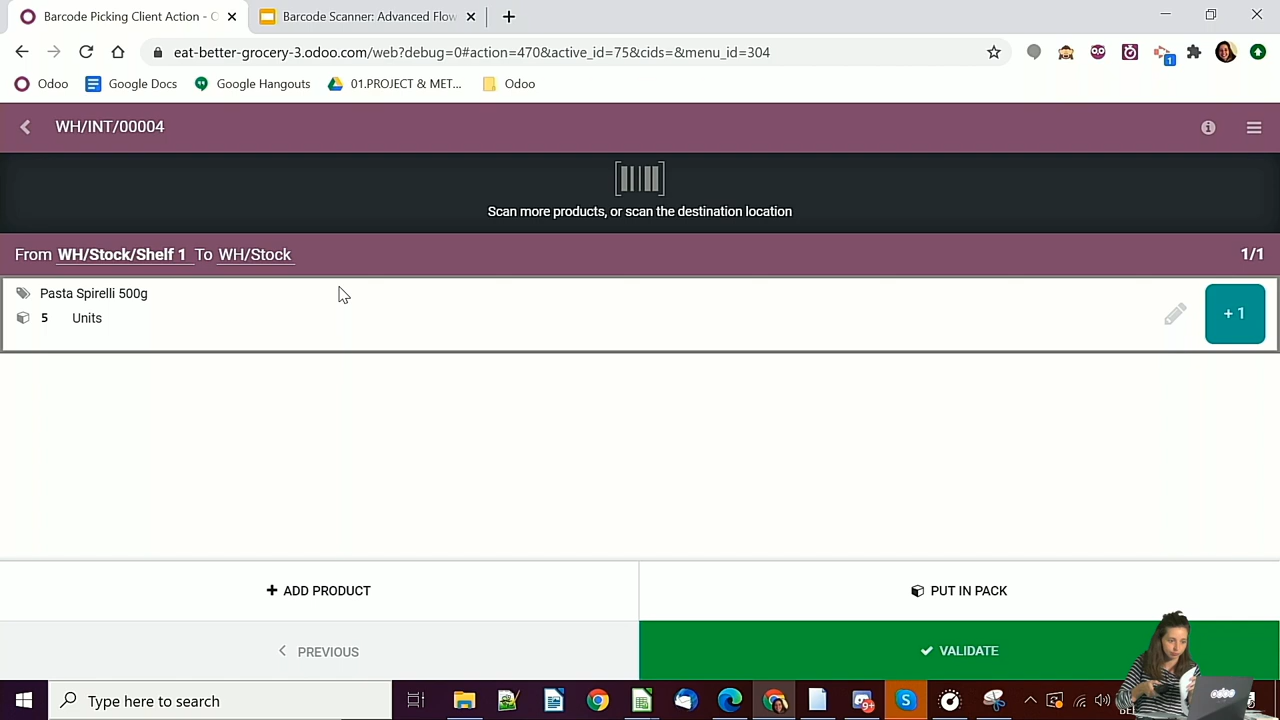 Barcode Picking Client Action - O
Barcode Scanner: Advanced Flow
eat-better-grocery-3.odoo.com/web?debug=0#action=470&active_id=75&cids=&menu_id=304
1
Odoo
Google Docs
Google Hangouts
01.PROJECT & MET...
Odoo
WH/INT/00004
Scan more products, or scan the destination location
From WH/Stock/Shelf 1 To WH/Stock
1/1
Pasta Spirelli 500g
5 Units
+ 1
+ ADD PRODUCT
PUT IN PACK
PREVIOUS
VALIDATE
Type here to search
9+
odoo